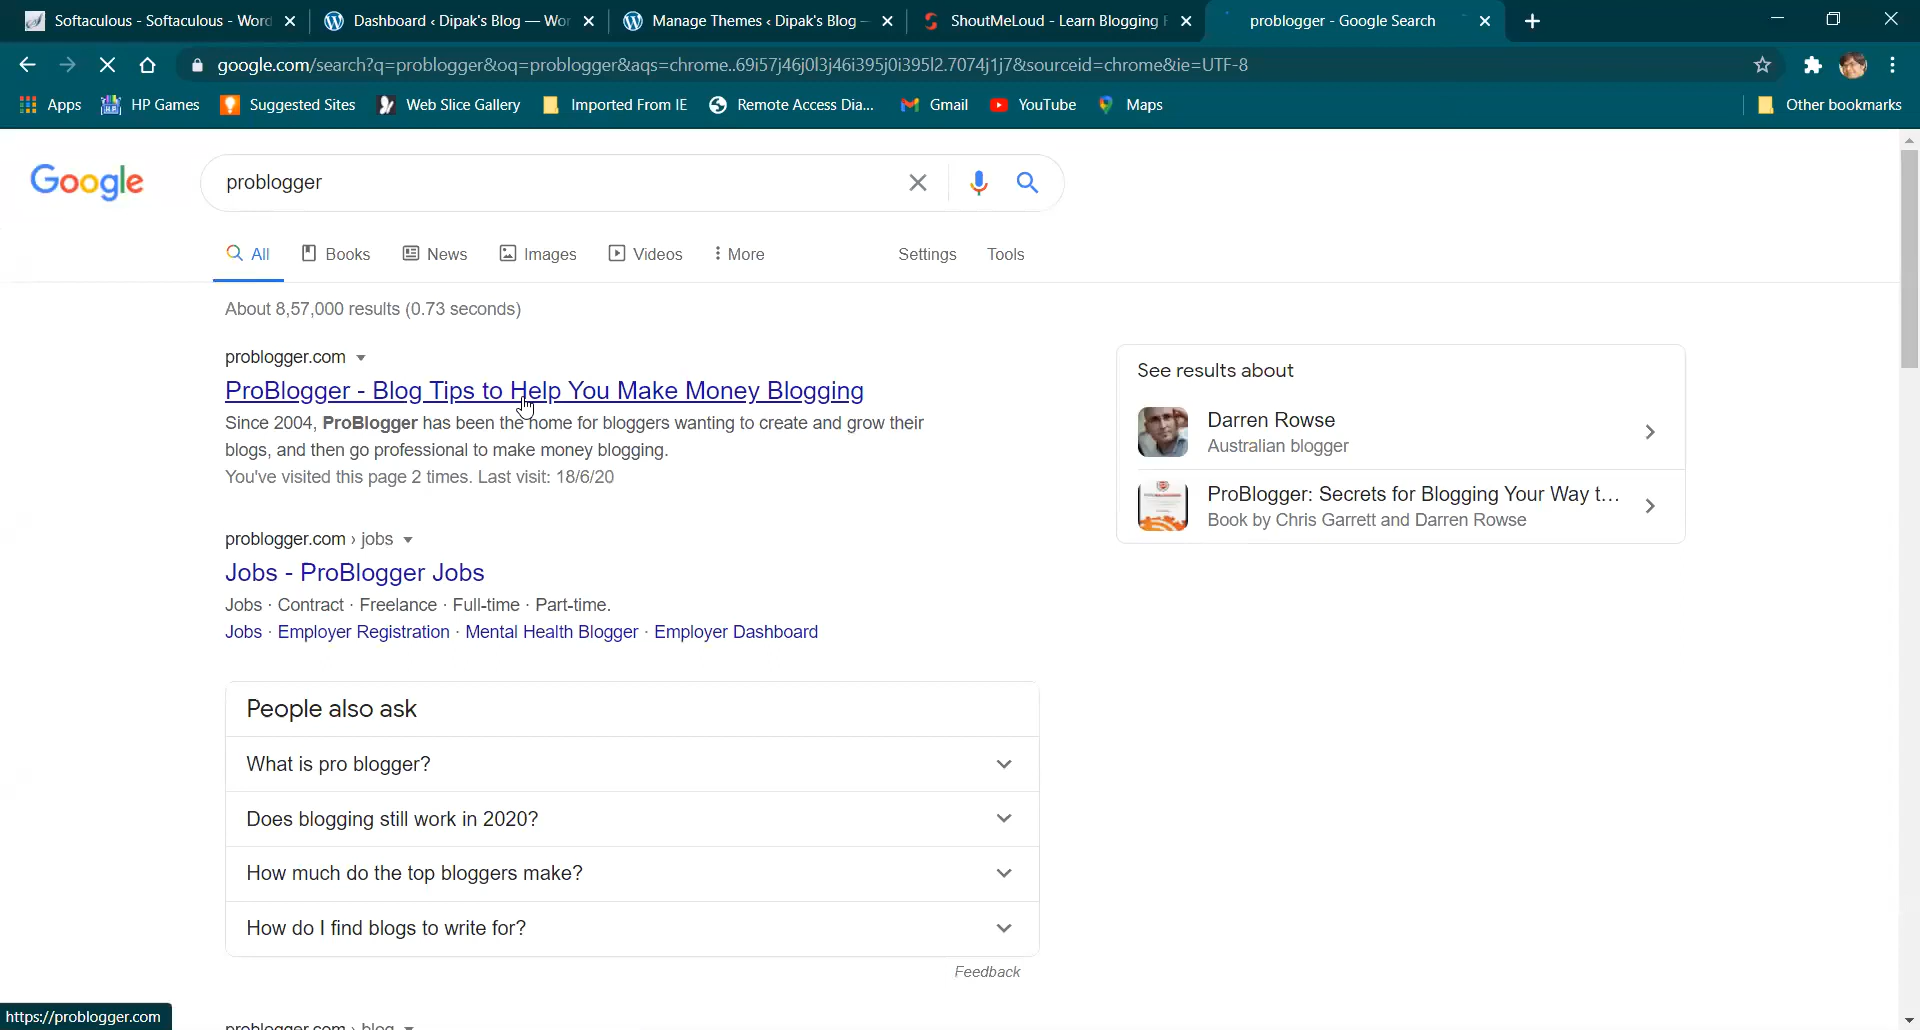 Softaculous - Softaculous - Word
Dashboard ‹ Dipak's Blog — Wor
Manage Themes ‹ Dipak's Blog —
ShoutMeLoud - Learn Blogging F
problogger - Google Search
google.com/search?q=problogger&oq=problogger&aqs=chrome..69i57j46j0l3j46i395j0i395l2.7074j1j7&sourceid=chrome&ie=UTF-8
Apps
HP Games
Suggested Sites
Web Slice Gallery
Imported From IE
Remote Access Dia...
Gmail
YouTube
Maps
Other bookmarks
Google
problogger
All
Books
News
Images
Videos
More
Settings
Tools
About 8,57,000 results (0.73 seconds)
problogger.com
ProBlogger - Blog Tips to Help You Make Money Blogging
Since 2004, ProBlogger has been the home for bloggers wanting to create and grow their
blogs, and then go professional to make money blogging.
You've visited this page 2 times. Last visit: 18/6/20
problogger.com › jobs
Jobs - ProBlogger Jobs
Jobs · Contract · Freelance · Full-time · Part-time.
Jobs · Employer Registration · Mental Health Blogger · Employer Dashboard
People also ask
What is pro blogger?
Does blogging still work in 2020?
How much do the top bloggers make?
How do I find blogs to write for?
Feedback
problogger.com › blog
See results about
Darren Rowse
Australian blogger
ProBlogger: Secrets for Blogging Your Way t...
Book by Chris Garrett and Darren Rowse
https://problogger.com